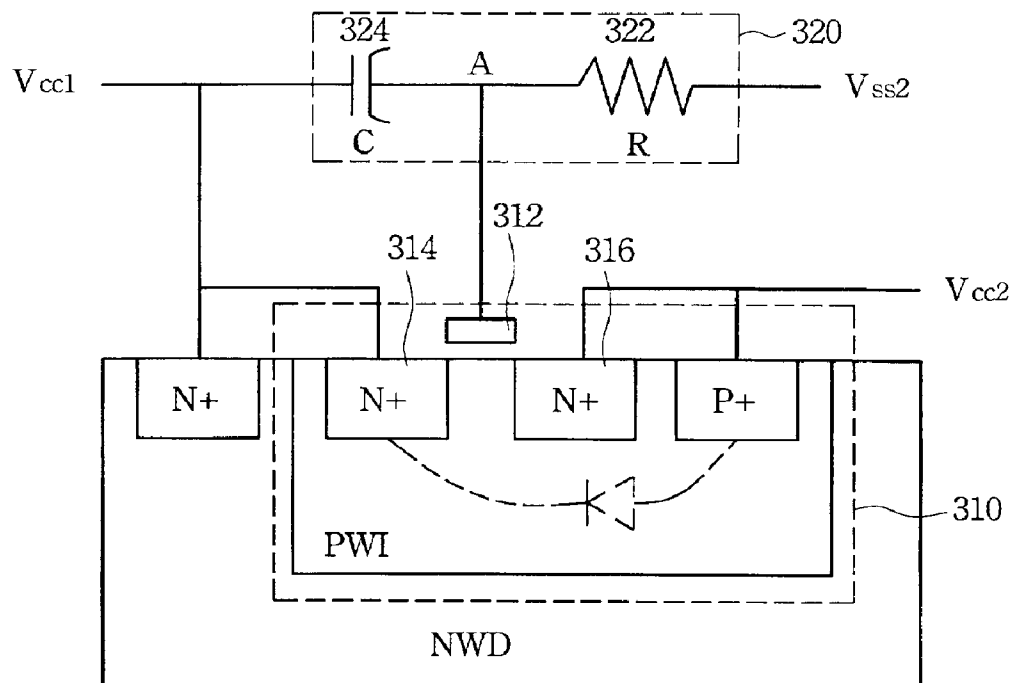 324
322
320
A
Vcc1
Vss2
C
R
312
314
316
Vcc2
N+
N+
N+
P+
310
PWI
NWD